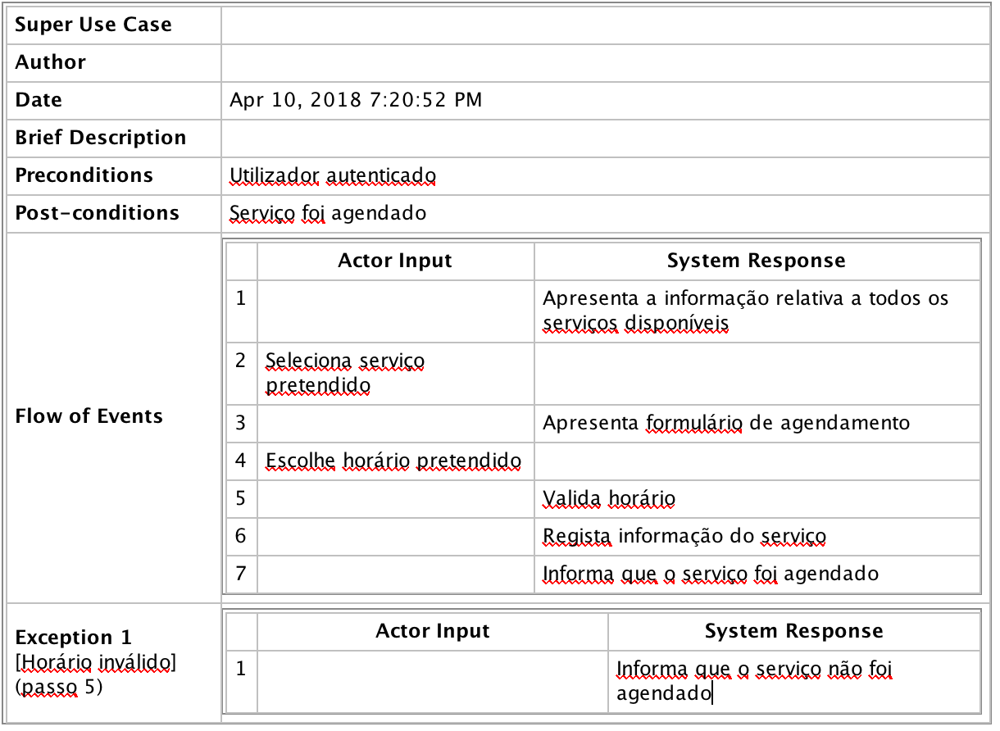 Super Use Case
Author
Date
Apr 10, 2018 7:20:52 PM
Brief Description
Preconditions
Utilizador autenticado
Post-conditions
Serviço foi agendado
Flow of Events
Actor Input
System Response
1
Apresenta a informação relativa a todos os
serviços disponíveis
2
Seleciona serviço
pretendido
3
Apresenta formulário de agendamento
4
Escolhe horário pretendido
5
Valida horário
6
Regista informação do serviço
7
Informa que o serviço foi agendado
Exception 1
[Horário inválido]
(passo 5)
Actor Input
System Response
1
Informa que o serviço não foi
agendado